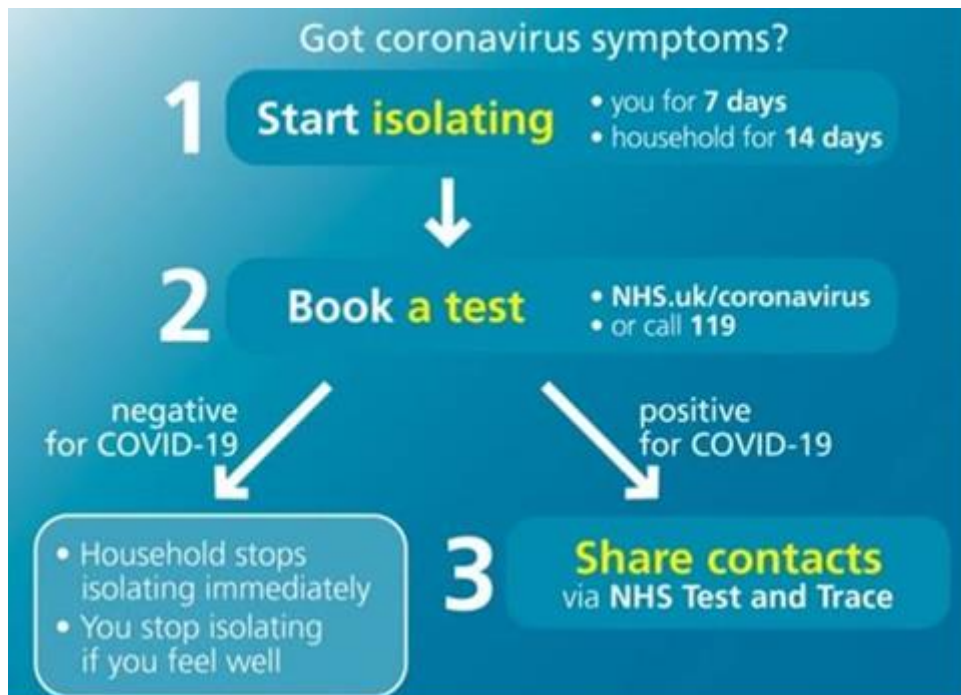 Got coronavirus symptoms?
1
Start isolating
• you for 7 days
• household for 14 days
2
Book a test
• NHS.uk/coronavirus
• or call 119
negative
for COVID-19
positive
for COVID-19
• Household stops
isolating immediately
• You stop isolating
if you feel well
3
Share contacts
via NHS Test and Trace